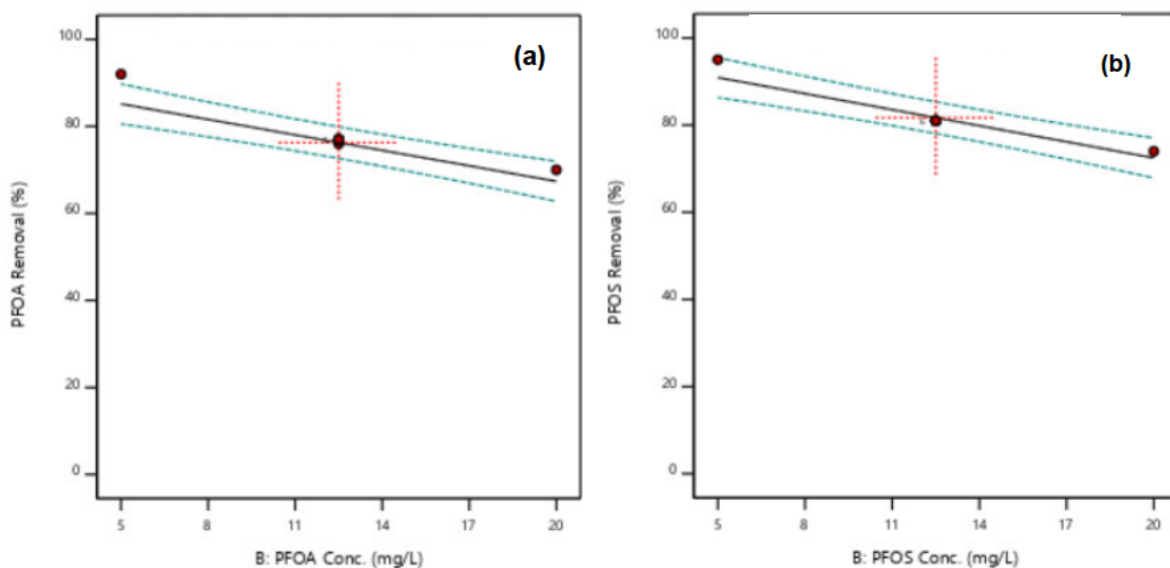 (a)
PFOA Removal (%)
100
80
60
40
20
0
5 8 11 14 17 20
B: PFOA Conc. (mg/L)
(b)
PFOS Removal (%)
100
80
60
40
20
0
5 8 11 14 17 20
B: PFOS Conc. (mg/L)